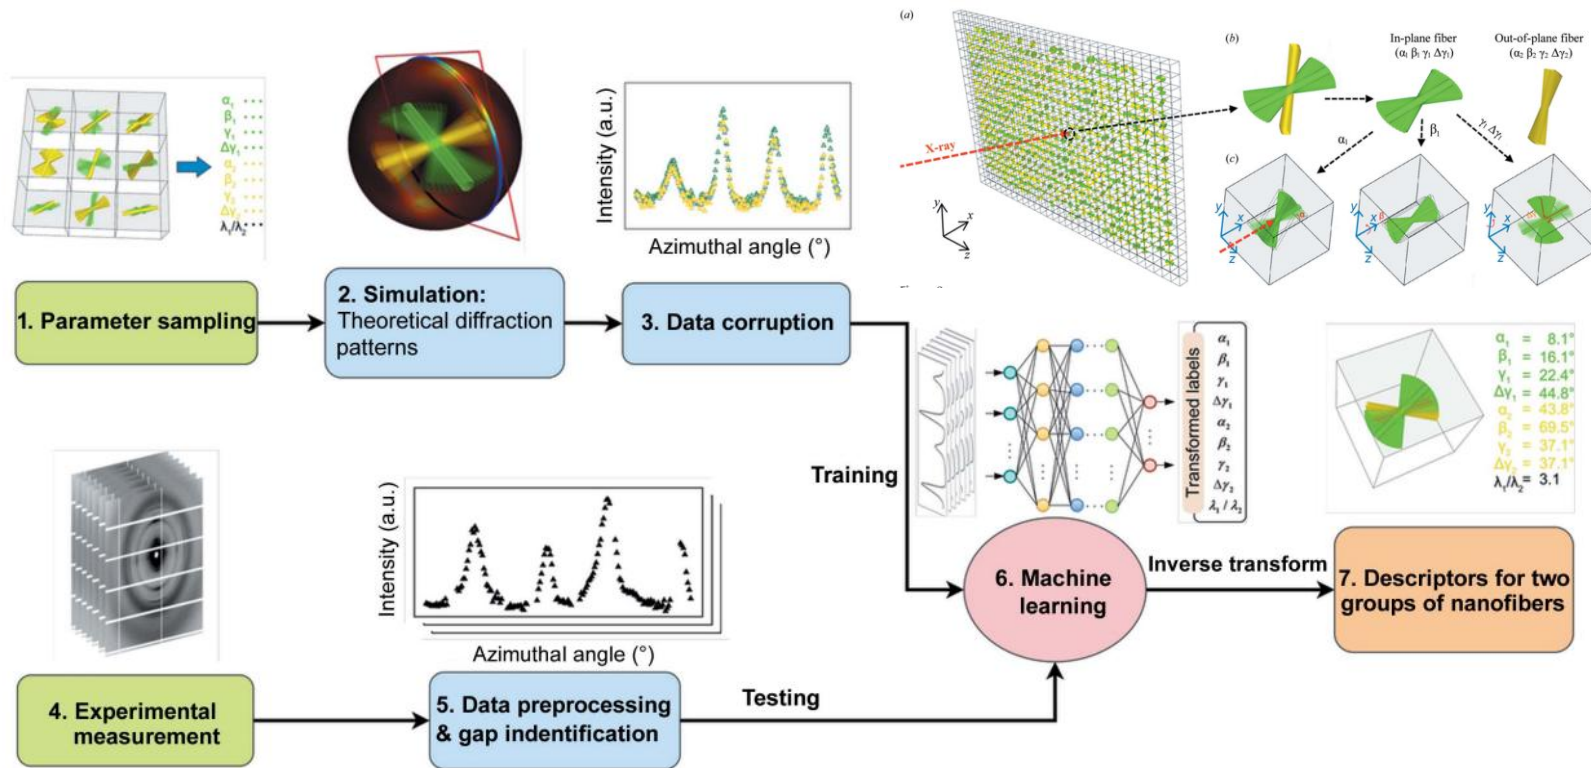 (a)
(b)
In-plane fiber
(α₁ β₁ γ₁ Δγ₁)
Out-of-plane fiber
(α₂ β₂ γ₂ Δγ₂)
X-ray
α₁
β₁
γ₁ Δγ₁
(c)
y
x
z
y
x
z
α
y
x
z
β
y
x
z
α₁
β₁
γ₁
Δγ₁
α₂
β₂
γ₂
Δγ₂
λ₁/λ₂
Intensity (a.u.)
Azimuthal angle (°)
1. Parameter sampling
2. Simulation:
Theoretical diffraction
patterns
3. Data corruption
Training
Transformed labels
α₁
β₁
γ₁
Δγ₁
α₂
β₂
γ₂
Δγ₂
λ₁ / λ₂
α₁ = 8.1°
β₁ = 16.1°
γ₁ = 22.4°
Δγ₁ = 44.8°
α₂ = 43.8°
β₂ = 69.5°
γ₂ = 37.1°
Δγ₂ = 37.1°
λ₁/λ₂ = 3.1
Intensity (a.u.)
Azimuthal angle (°)
4. Experimental
measurement
5. Data preprocessing
& gap indentification
Testing
6. Machine
learning
Inverse transform
7. Descriptors for two
groups of nanofibers